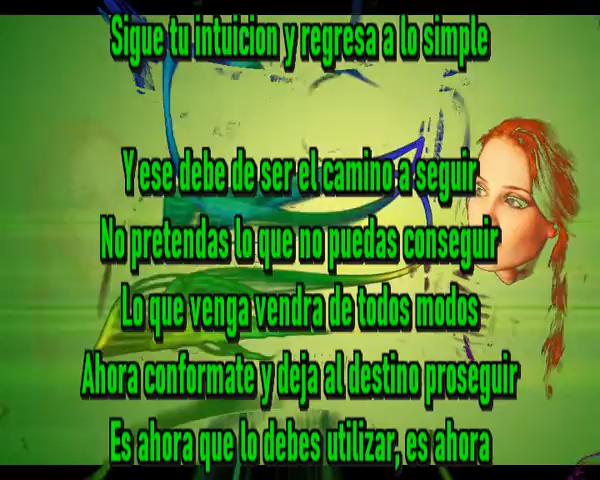 Sigue tu intuicion y regresa a lo simple
Y ese debe de ser el camino a seguir
No pretendas lo que no puedas conseguir
Lo que venga vendra de todos modos
Ahora conformate y deja al destino proseguir
Es ahora que lo debes utilizar, es ahora